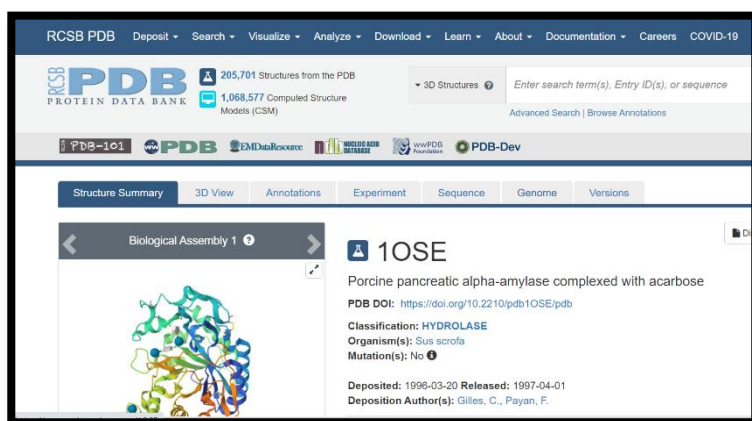 RCSB PDB Deposit Search Visualize Analyze Download Learn About Documentation Careers COVID-19
RCSB
PDB
PROTEIN DATA BANK
205,701 Structures from the PDB
1,068,577 Computed Structure
Models (CSM)
3D Structures
Enter search term(s), Entry ID(s), or sequence
Advanced Search | Browse Annotations
PDB-101 PDB EMDataResource NUCLEIC ACID DATABASE wwPDB Foundation PDB-Dev
Structure Summary 3D View Annotations Experiment Sequence Genome Versions
Biological Assembly 1
1OSE
Porcine pancreatic alpha-amylase complexed with acarbose
PDB DOI: https://doi.org/10.2210/pdb1OSE/pdb
Classification: HYDROLASE
Organism(s): Sus scrofa
Mutation(s): No
Deposited: 1996-03-20 Released: 1997-04-01
Deposition Author(s): Gilles, C., Payan, F.